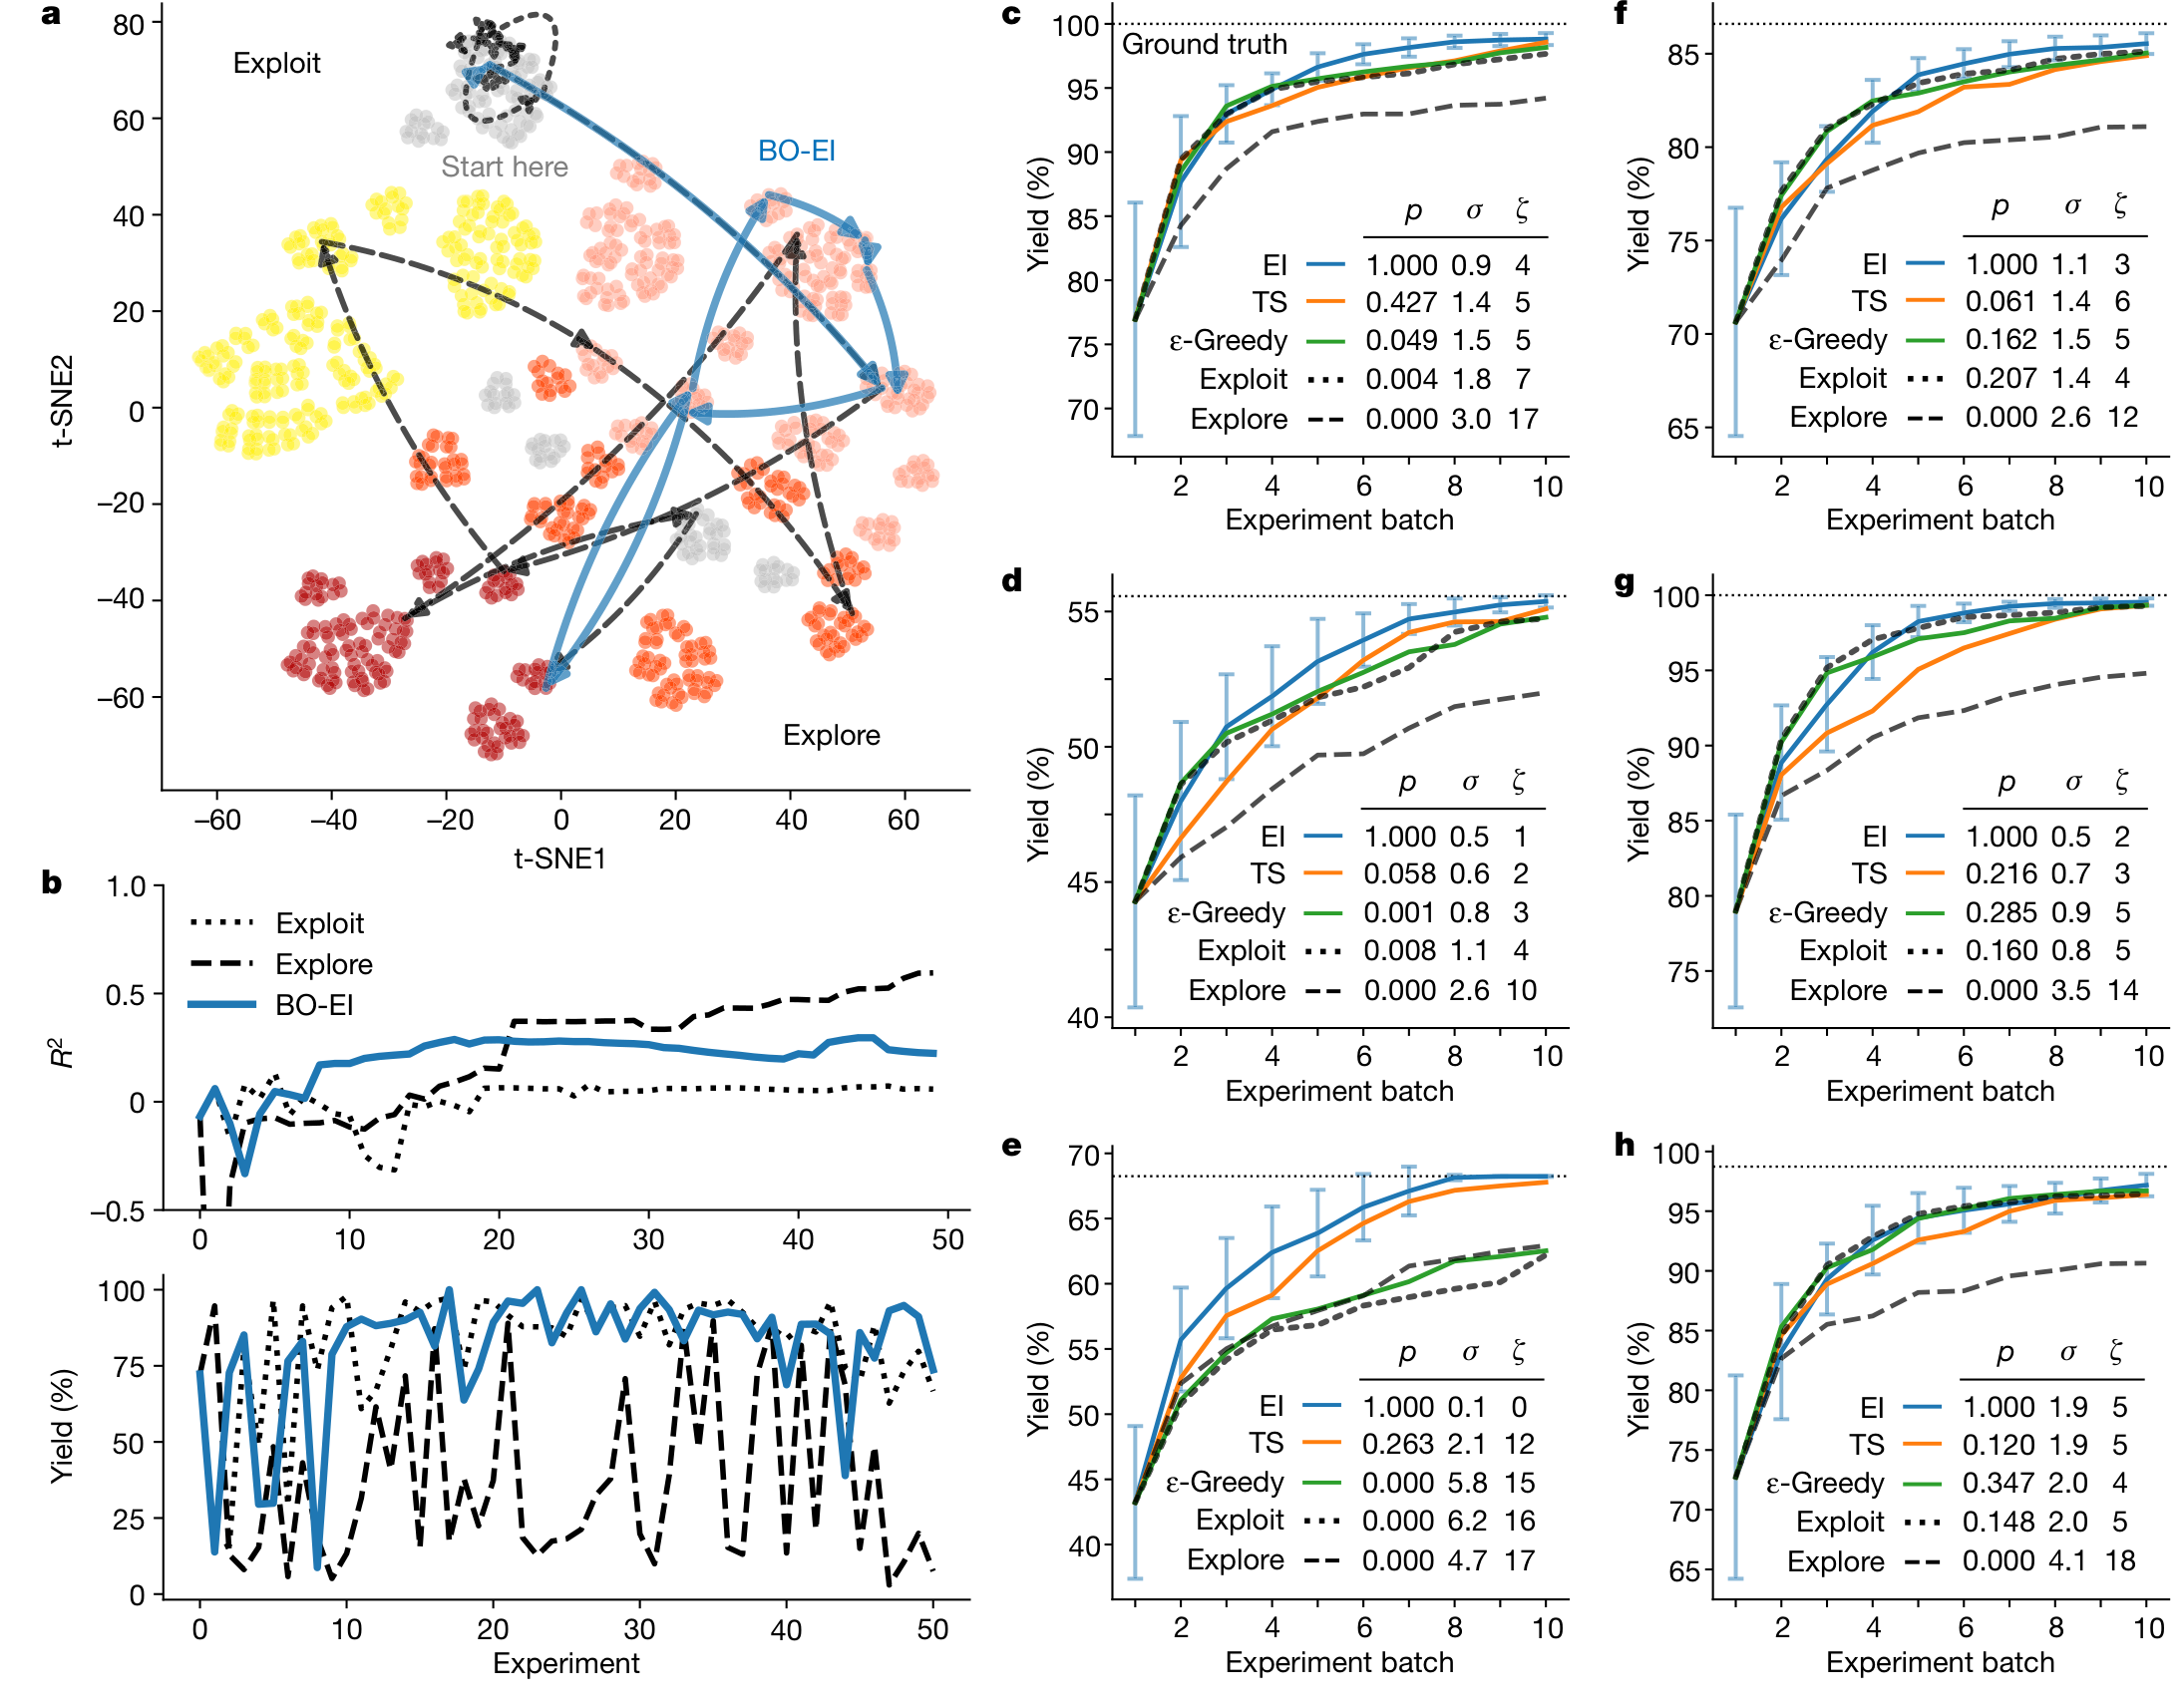 a
80
60
40
20
0
−20
−40
−60
t-SNE2
Exploit
Start here
BO-EI
Explore
−60 −40 −20 0 20 40 60
t-SNE1
b
1.0
0.5
0
−0.5
R²
Exploit
Explore
BO-EI
0 10 20 30 40 50
100
75
50
25
0
Yield (%)
0 10 20 30 40 50
Experiment
c
100
95
90
85
80
75
70
Yield (%)
Ground truth
p σ ζ
EI 1.000 0.9 4
TS 0.427 1.4 5
ε-Greedy 0.049 1.5 5
Exploit 0.004 1.8 7
Explore 0.000 3.0 17
2 4 6 8 10
Experiment batch
d
55
50
45
40
Yield (%)
p σ ζ
EI 1.000 0.5 1
TS 0.058 0.6 2
ε-Greedy 0.001 0.8 3
Exploit 0.008 1.1 4
Explore 0.000 2.6 10
2 4 6 8 10
Experiment batch
e
70
65
60
55
50
45
40
Yield (%)
p σ ζ
EI 1.000 0.1 0
TS 0.263 2.1 12
ε-Greedy 0.000 5.8 15
Exploit 0.000 6.2 16
Explore 0.000 4.7 17
2 4 6 8 10
Experiment batch
f
85
80
75
70
65
Yield (%)
p σ ζ
EI 1.000 1.1 3
TS 0.061 1.4 6
ε-Greedy 0.162 1.5 5
Exploit 0.207 1.4 4
Explore 0.000 2.6 12
2 4 6 8 10
Experiment batch
g
100
95
90
85
80
75
Yield (%)
p σ ζ
EI 1.000 0.5 2
TS 0.216 0.7 3
ε-Greedy 0.285 0.9 5
Exploit 0.160 0.8 5
Explore 0.000 3.5 14
2 4 6 8 10
Experiment batch
h
100
95
90
85
80
75
70
65
Yield (%)
p σ ζ
EI 1.000 1.9 5
TS 0.120 1.9 5
ε-Greedy 0.347 2.0 4
Exploit 0.148 2.0 5
Explore 0.000 4.1 18
2 4 6 8 10
Experiment batch